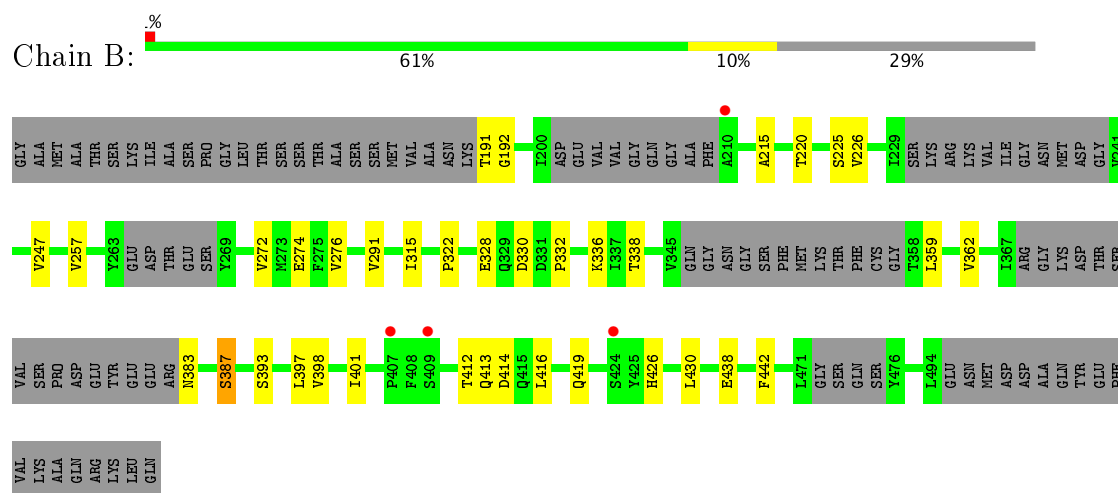 .%
Chain B:
61% 10% 29%
GLY ALA MET ALA THR SER LYS ILE ALA SER PRO GLY LEU THR SER SER THR ALA SER SER MET VAL ALA ASN LYS T191 G192 I200 ASP GLU VAL VAL GLY GLN GLY ALA PHE A210 A215 T220 S225 V226 I229 SER LYS ARG LYS VAL ILE GLY ASN MET ASP GLY V241
V247 V257 Y263 GLU ASP THR GLU SER Y269 V272 M273 E274 F275 V276 V291 I315 P322 E328 Q329 D330 D331 P332 K336 I337 T338 V345 GLN GLY ASN GLY SER PHE MET LYS THR PHE CYS GLY T358 L359 V362 I367 ARG GLY LYS ASP THR SER
VAL SER PRO ASP GLU TYR GLU GLU ARG N383 S387 S393 L397 V398 I401 P407 F408 S409 T412 Q413 D414 Q415 L416 Q419 S424 Y425 H426 L430 E438 F442 L471 GLY SER GLN SER Y476 L494 GLU ASN MET ASP ASP ALA GLN TYR GLU PHE
VAL LYS ALA GLN ARG LYS LEU GLN